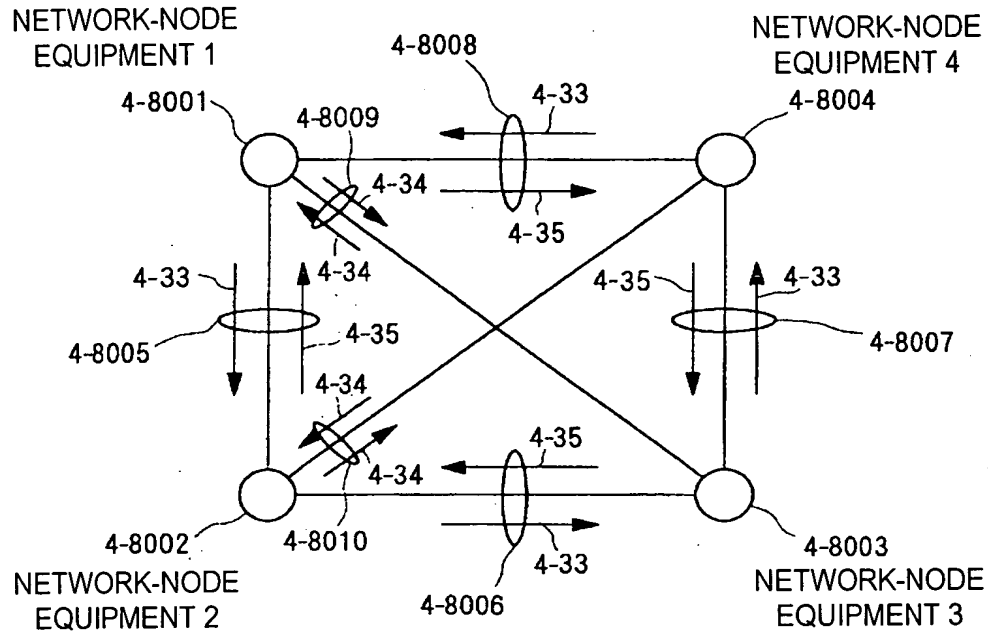 NETWORK-NODE
EQUIPMENT 1
NETWORK-NODE
EQUIPMENT 4
4-8008
4-8001
4-8009
4-33
4-8004
4-34
4-35
4-34
4-33
4-35
4-33
4-8005
4-35
4-8007
4-34
4-35
4-34
4-8002
4-8010
4-33
4-8003
4-8006
NETWORK-NODE
EQUIPMENT 2
NETWORK-NODE
EQUIPMENT 3